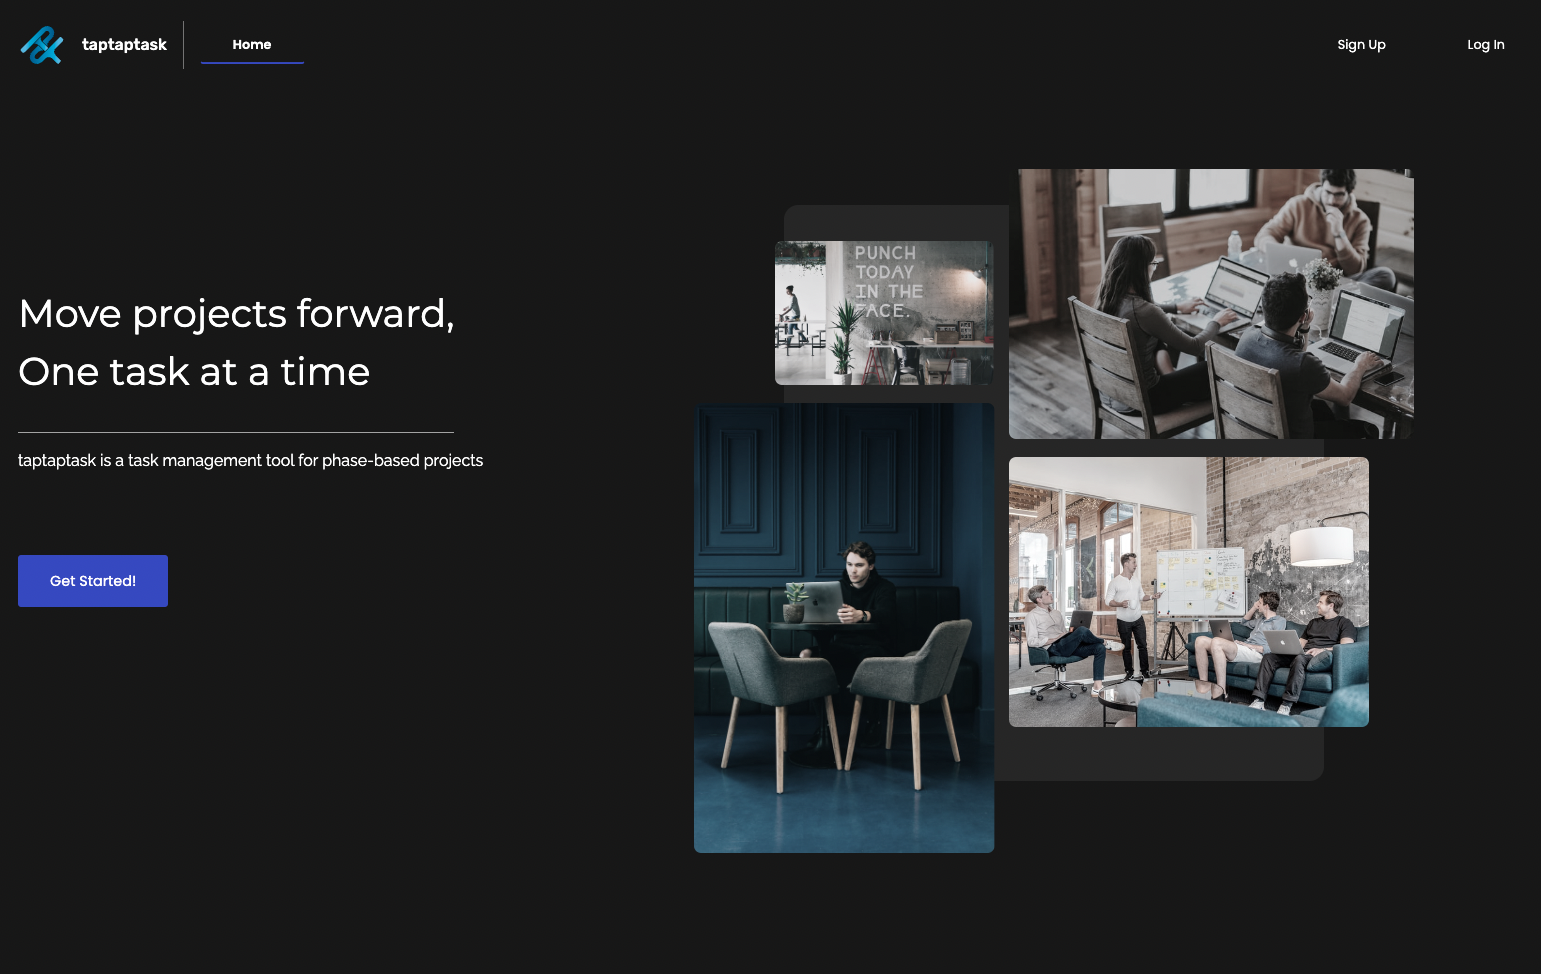 taptaptask
Home
Sign Up
Log In
Move projects forward,
One task at a time
taptaptask is a task management tool for phase-based projects
Get Started!
PUNCH
TODAY
IN THE
FACE.